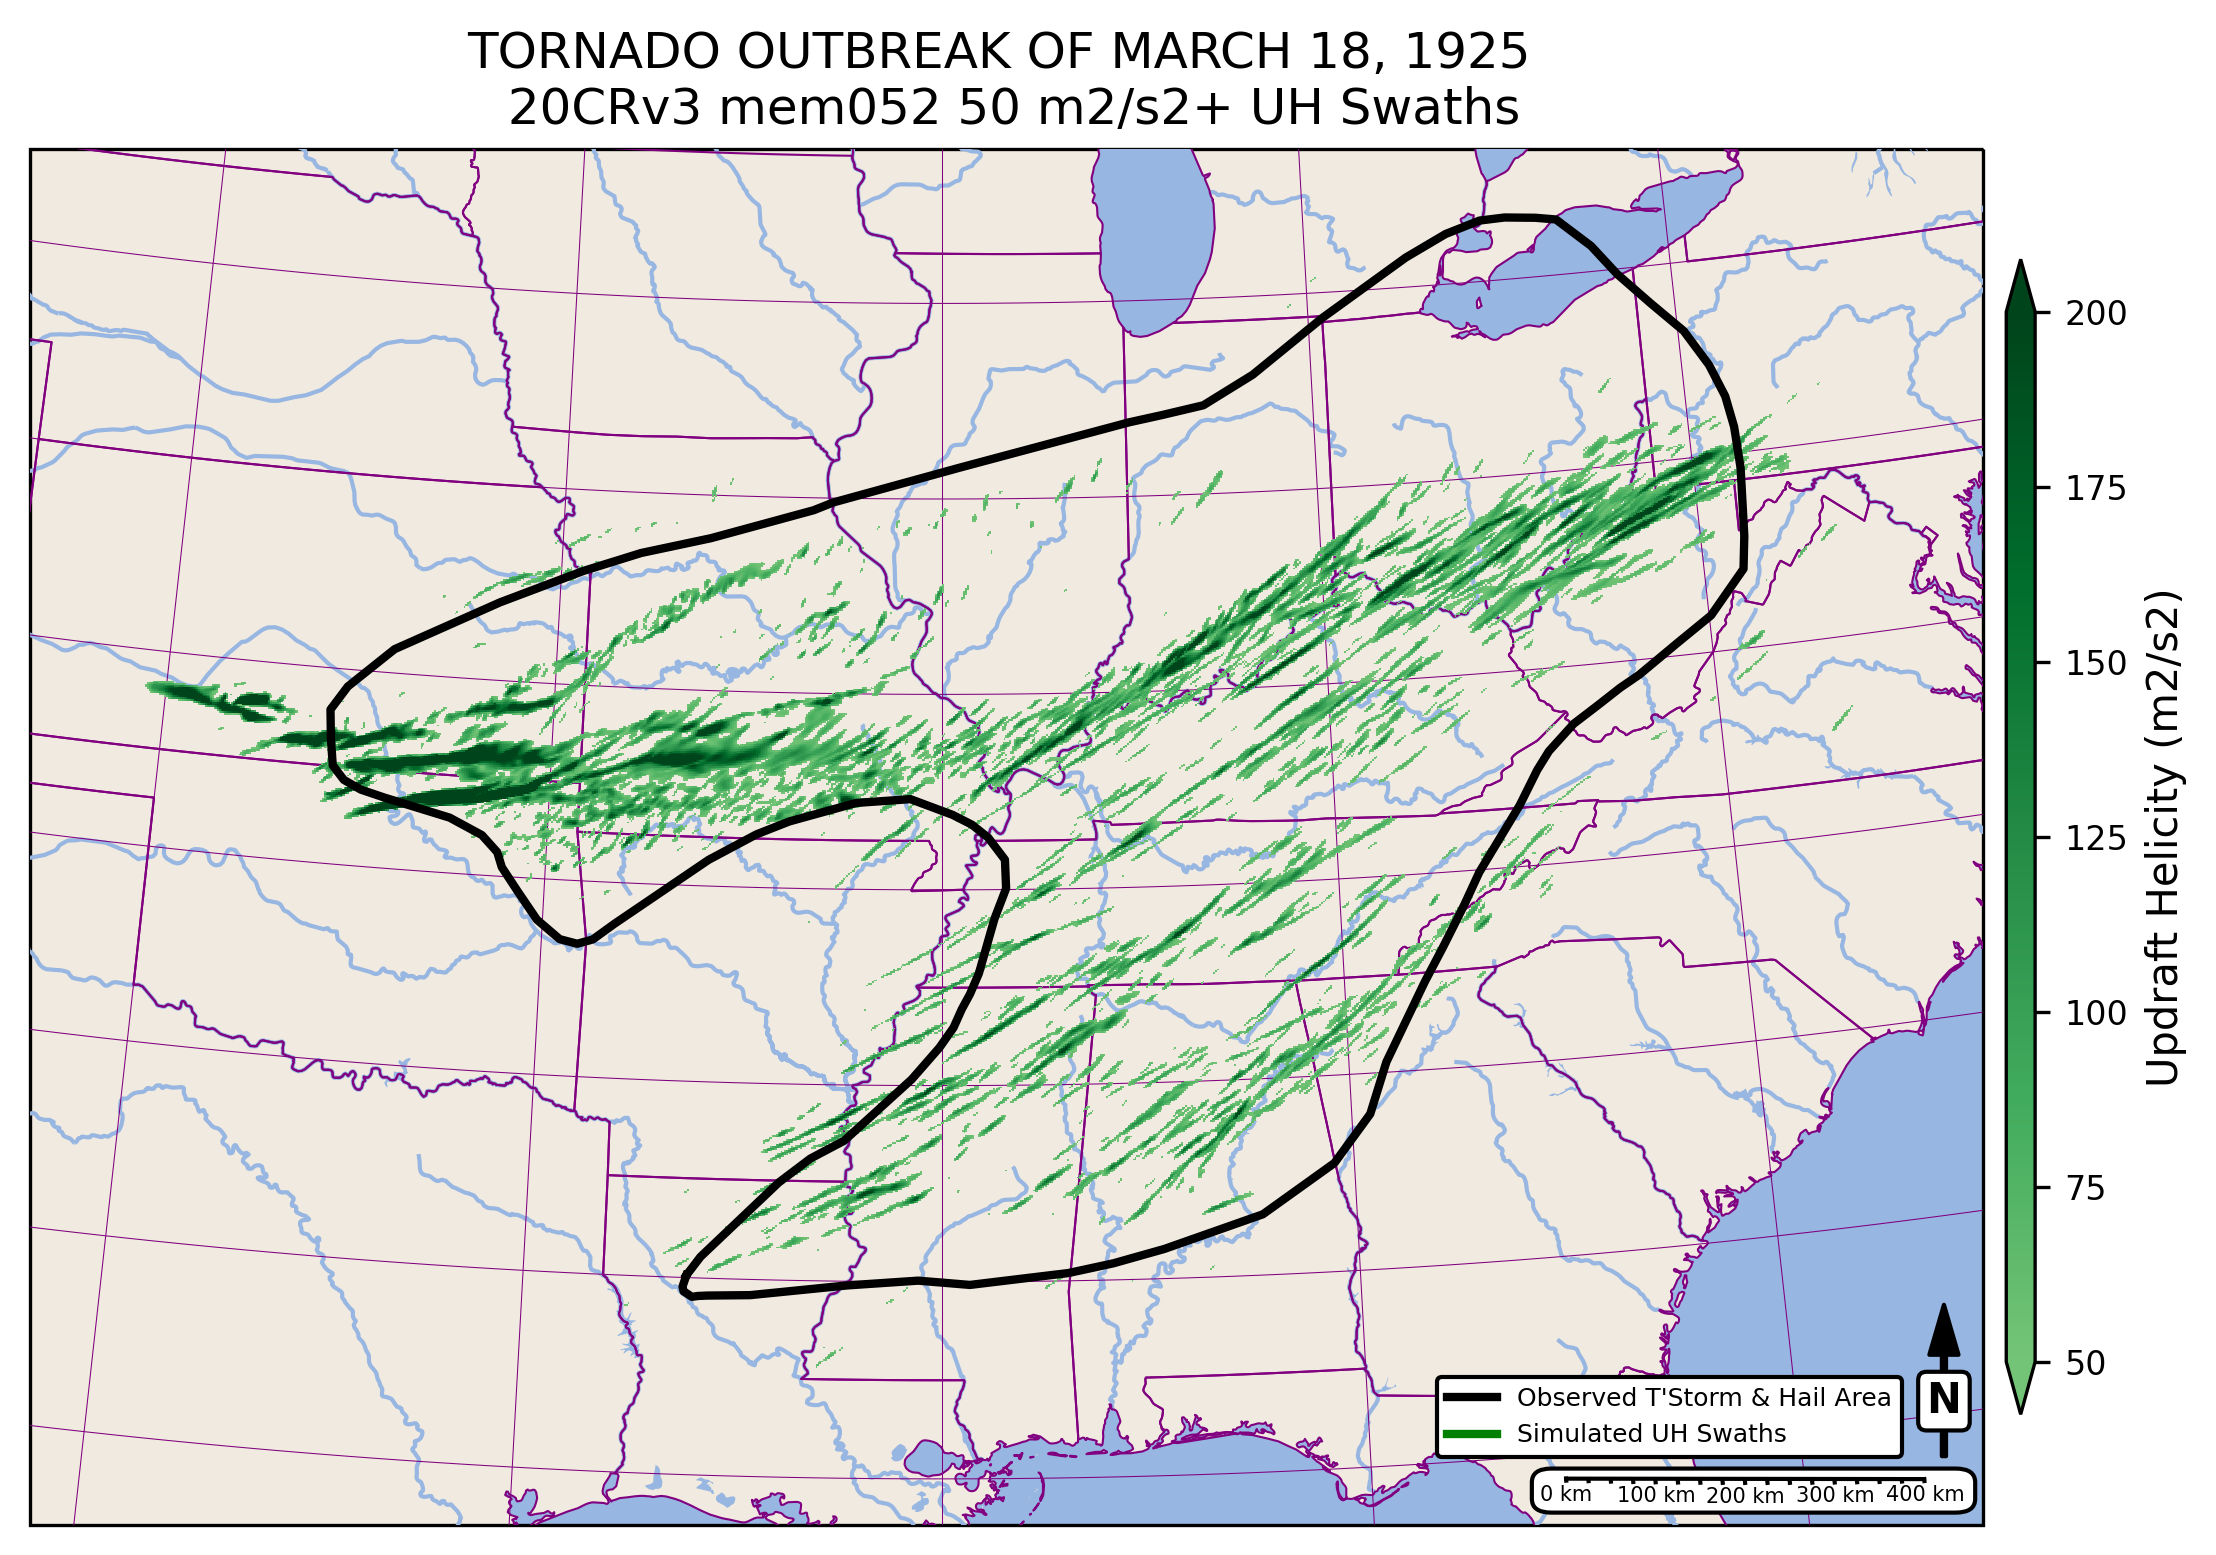 TORNADO OUTBREAK OF MARCH 18, 1925
20CRv3 mem052 50 m2/s2+ UH Swaths
200
175
150
125
100
75
50
Updraft Helicity (m2/s2)
Observed T'Storm & Hail Area
Simulated UH Swaths
N
0 km 100 km 200 km 300 km 400 km